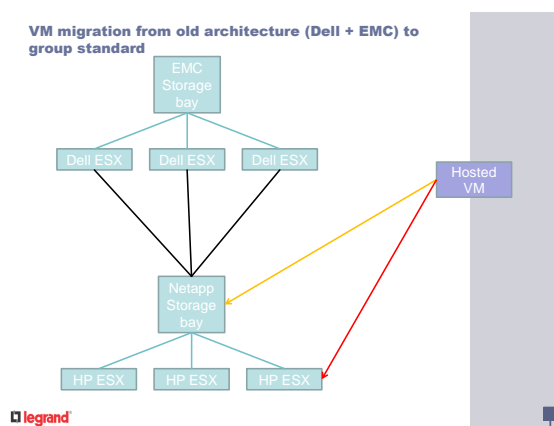 VM migration from old architecture (Dell + EMC) to
group standard
EMC
Storage
bay
Dell ESX
Dell ESX
Dell ESX
Hosted
VM
Netapp
Storage
bay
HP ESX
HP ESX
HP ESX
legrand